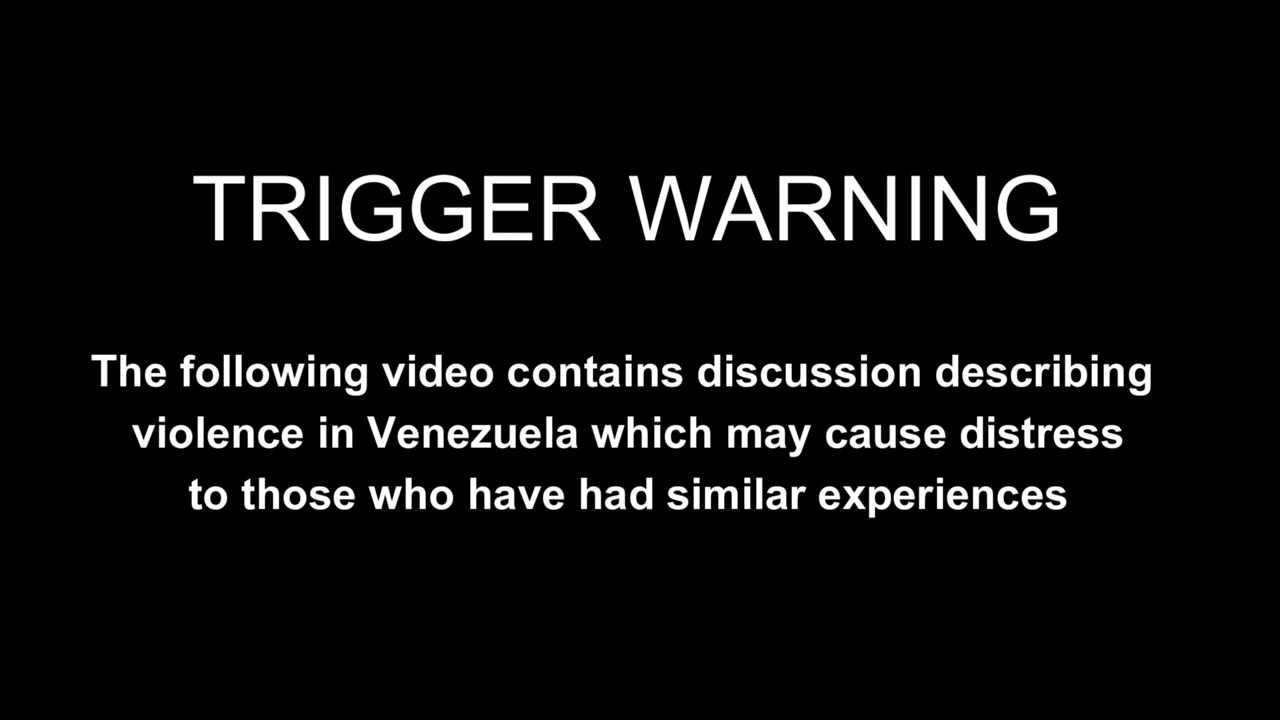 TRIGGER WARNING
The following video contains discussion describing
violence in Venezuela which may cause distress
to those who have had similar experiences